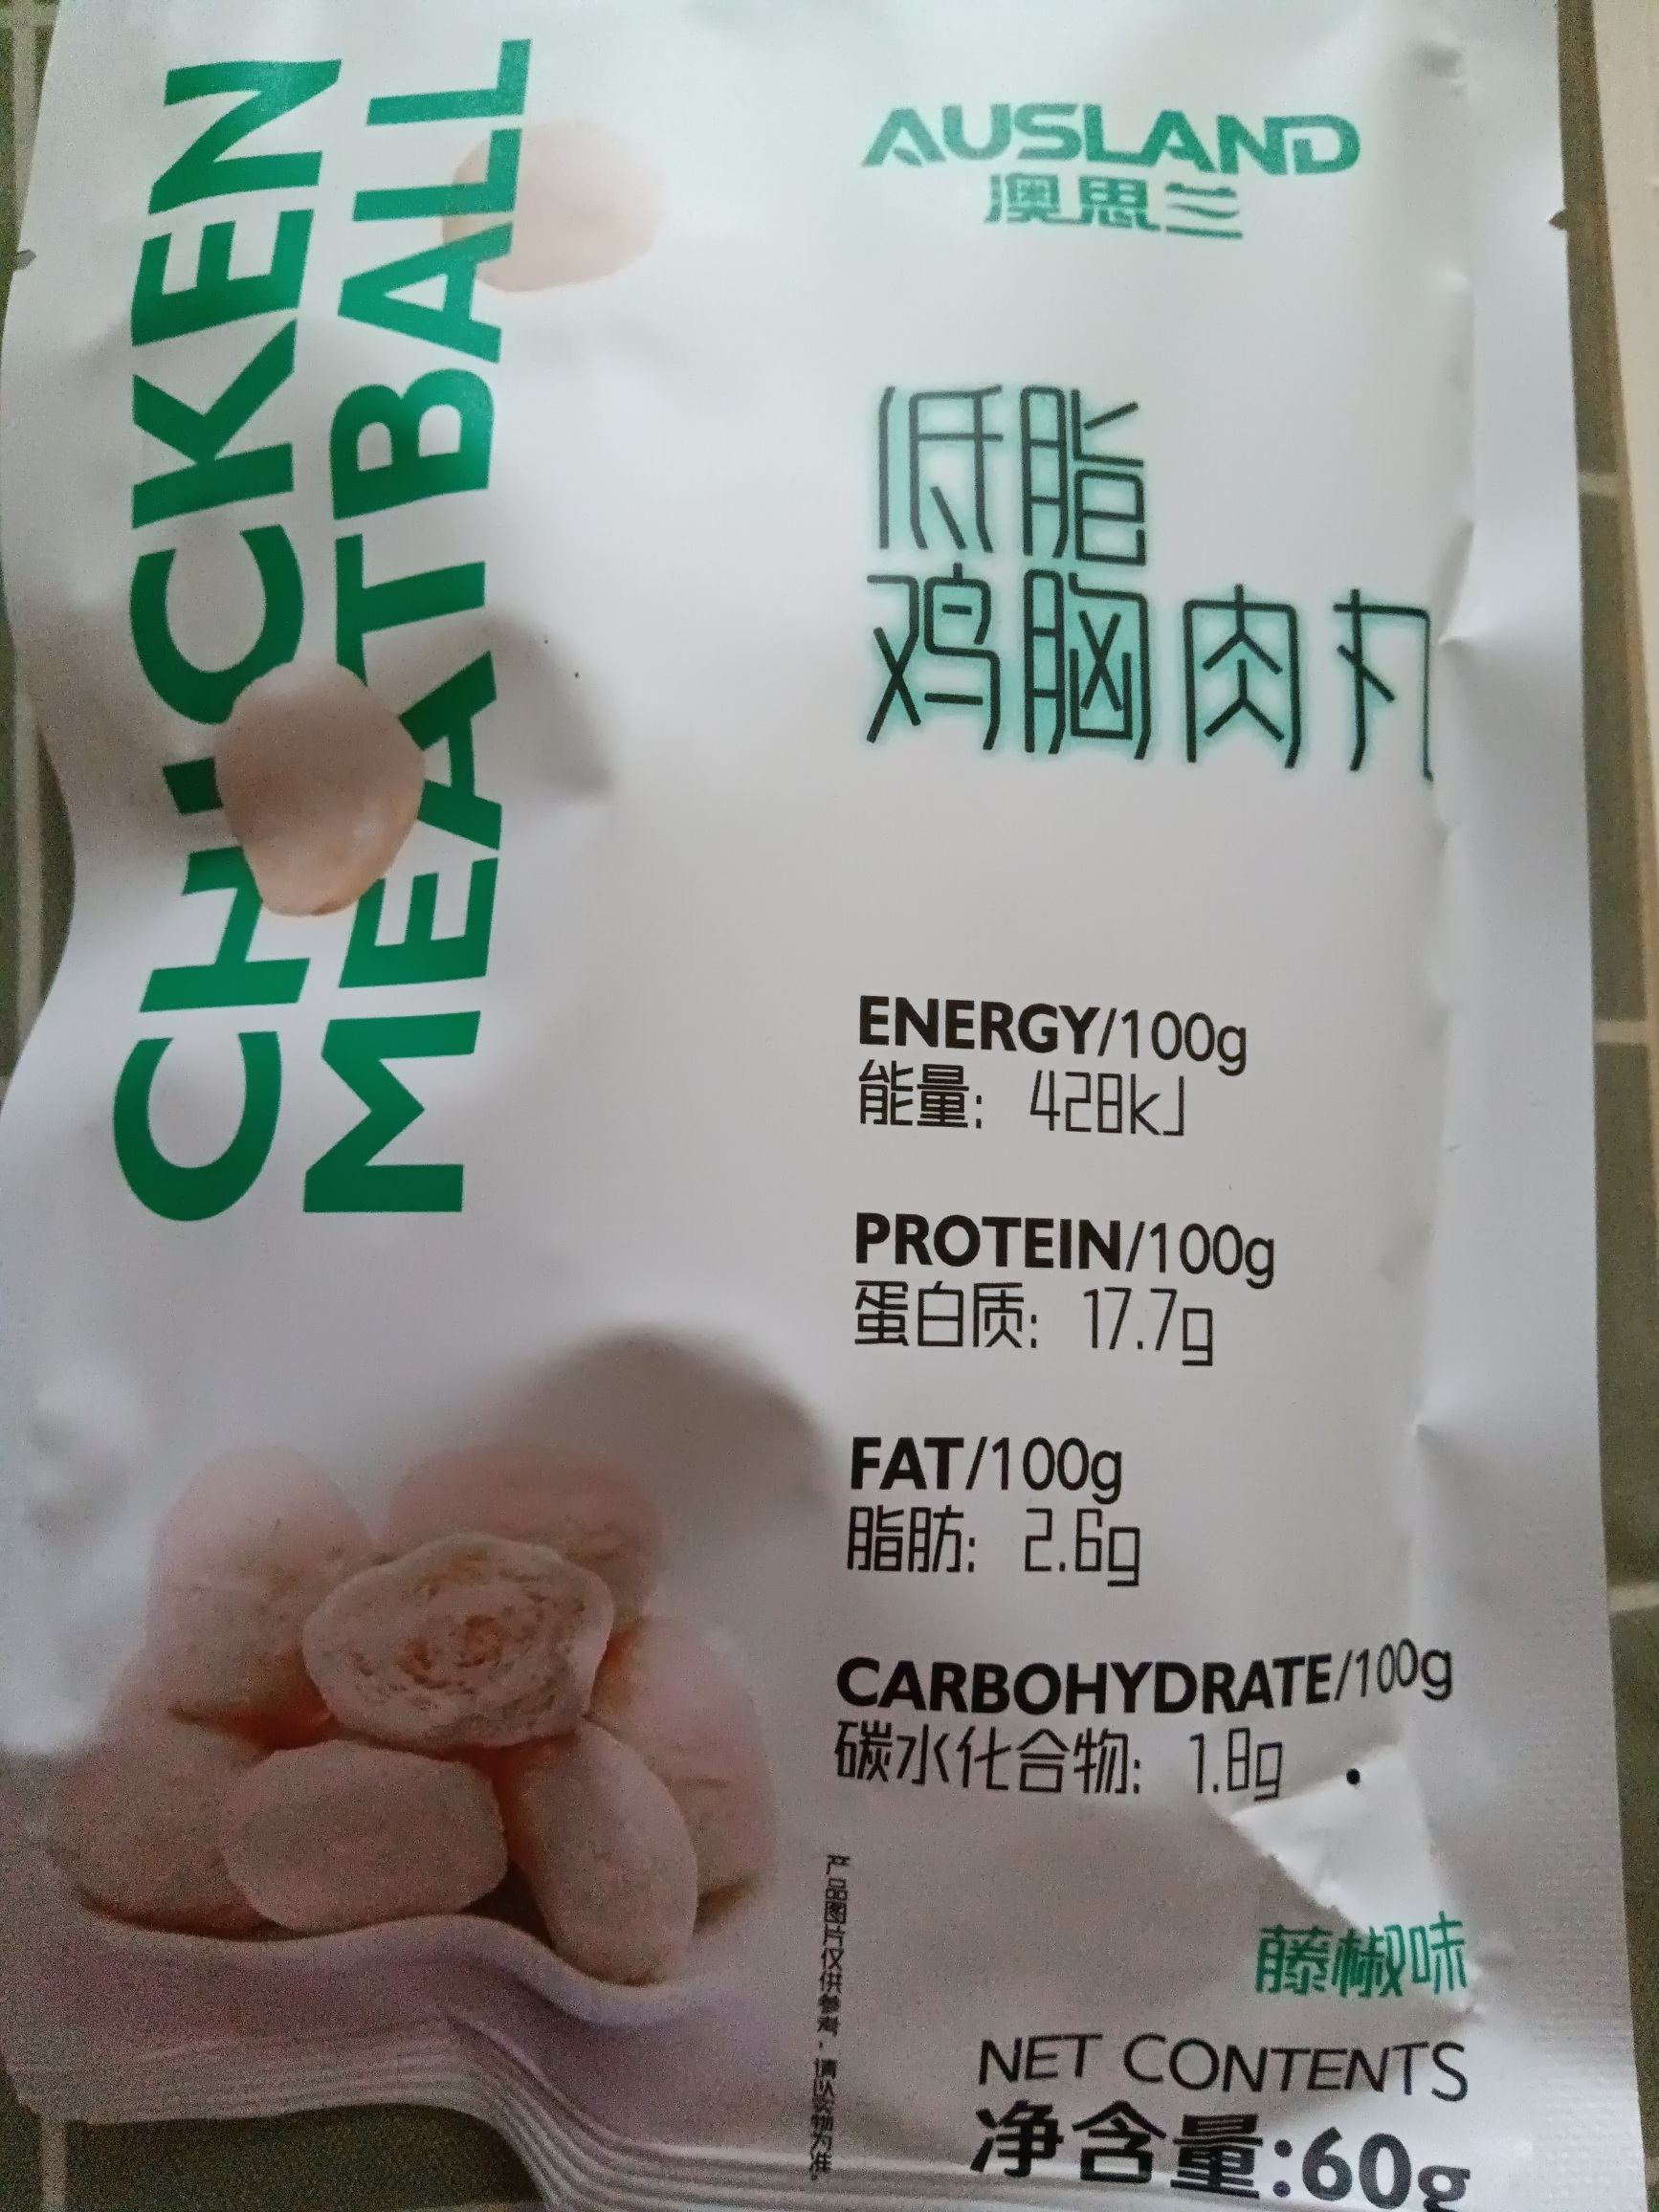 CHICKEN
MEATBALL
AUSLAND
澳思兰
低脂
鸡胸肉丸
ENERGY/100g
能量: 428kJ
PROTEIN/100g
蛋白质: 17.7g
FAT/100g
脂肪: 2.6g
CARBOHYDRATE/100g
碳水化合物: 1.8g
产品图片仅供参考，请以实物为准。
藤椒味
NET CONTENTS
净含量:60g